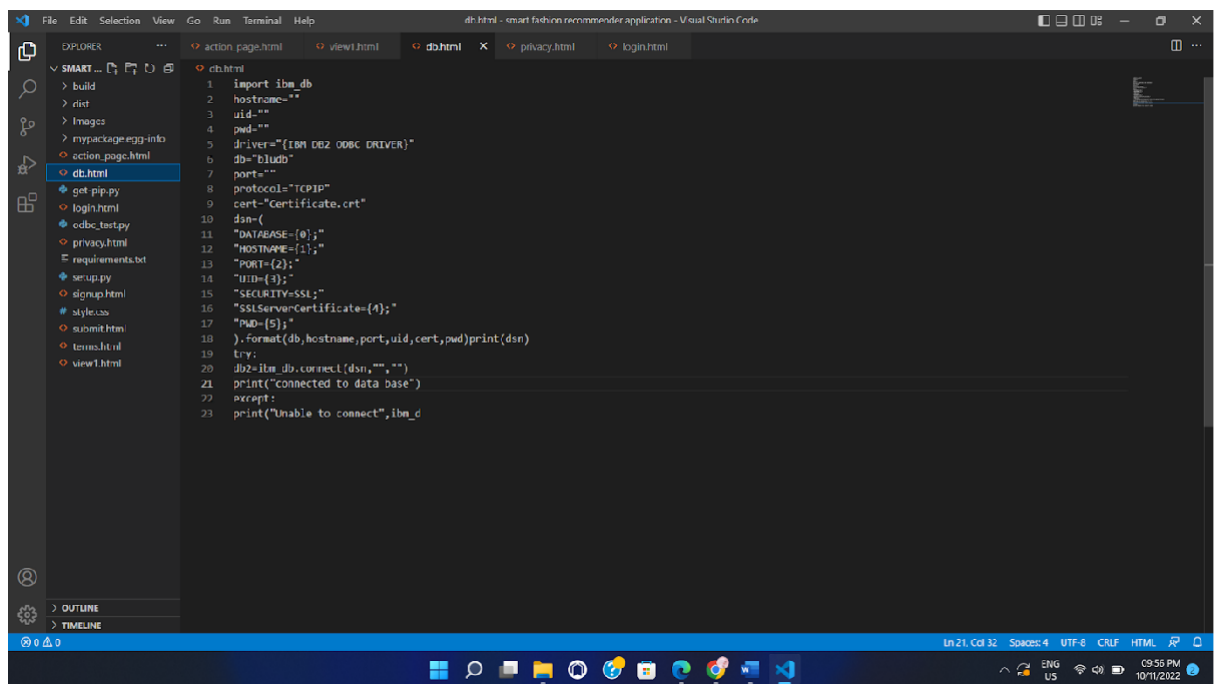 File Edit Selection View Go Run Terminal Help
db.html - smart fashion recommender application - Visual Studio Code
EXPLORER
SMART ...
build
dist
Images
mypackage.egg-info
action_page.html
db.html
get-pip.py
login.html
odbc_test.py
privacy.html
requirements.txt
setup.py
signup.html
style.css
submit.html
terms.html
view1.html
OUTLINE
TIMELINE
action_page.html view1.html db.html privacy.html login.html
db.html
1 import ibm_db
2 hostname=""
3 uid=""
4 pwd=""
5 driver="{IBM DB2 ODBC DRIVER}"
6 db="bludb"
7 port=""
8 protocol="TCPIP"
9 cert="Certificate.crt"
10 dsn=(
11 "DATABASE={0};"
12 "HOSTNAME={1};"
13 "PORT={2};"
14 "UID={3};"
15 "SECURITY=SSL;"
16 "SSLServerCertificate={4};"
17 "PWD={5};"
18 ).format(db,hostname,port,uid,cert,pwd)print(dsn)
19 try:
20 db2=ibm_db.connect(dsn,"","")
21 print("connected to data base")
22 except:
23 print("Unable to connect",ibm_d
0 0
Ln 21, Col 32 Spaces: 4 UTF-8 CRLF HTML
ENG
US
09:56 PM
10/11/2022
2